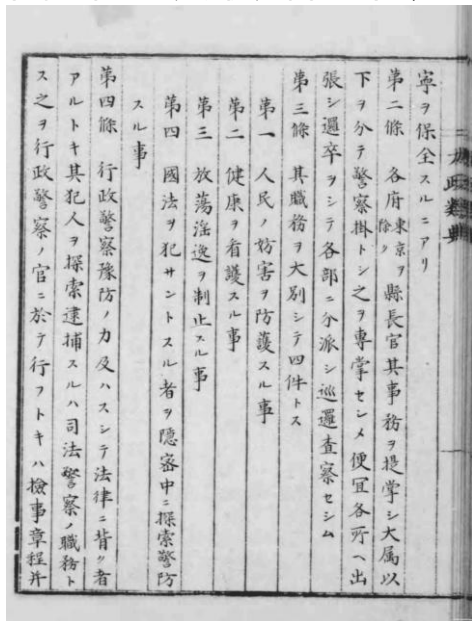 寧ヲ保全スルニアリ
第二條 各府東京ヲ除ク縣長官其事務ヲ提掌シ大属以
下ヲ分テ警察掛トシ之ヲ専掌セシメ便冝各所ヘ出
張シ邏卒ヲシテ各部ニ分派シ巡邏査察セシム
第三條 其職務ヲ大別シテ四件トス
第一 人民ノ妨害ヲ防護スル事
第二 健康ヲ看護スル事
第三 放蕩淫逸ヲ制止スル事
第四 國法ヲ犯サントスル者ヲ隠密中ニ探索警防
スル事
第四條 行政警察豫防ノ力及ハスシテ法律ニ背ク者
アルトキ其犯人ヲ探索逮捕スルハ司法警察ノ職務ト
ス之ヲ行政警察ノ官ニ於テ行フトキハ檢事章程并